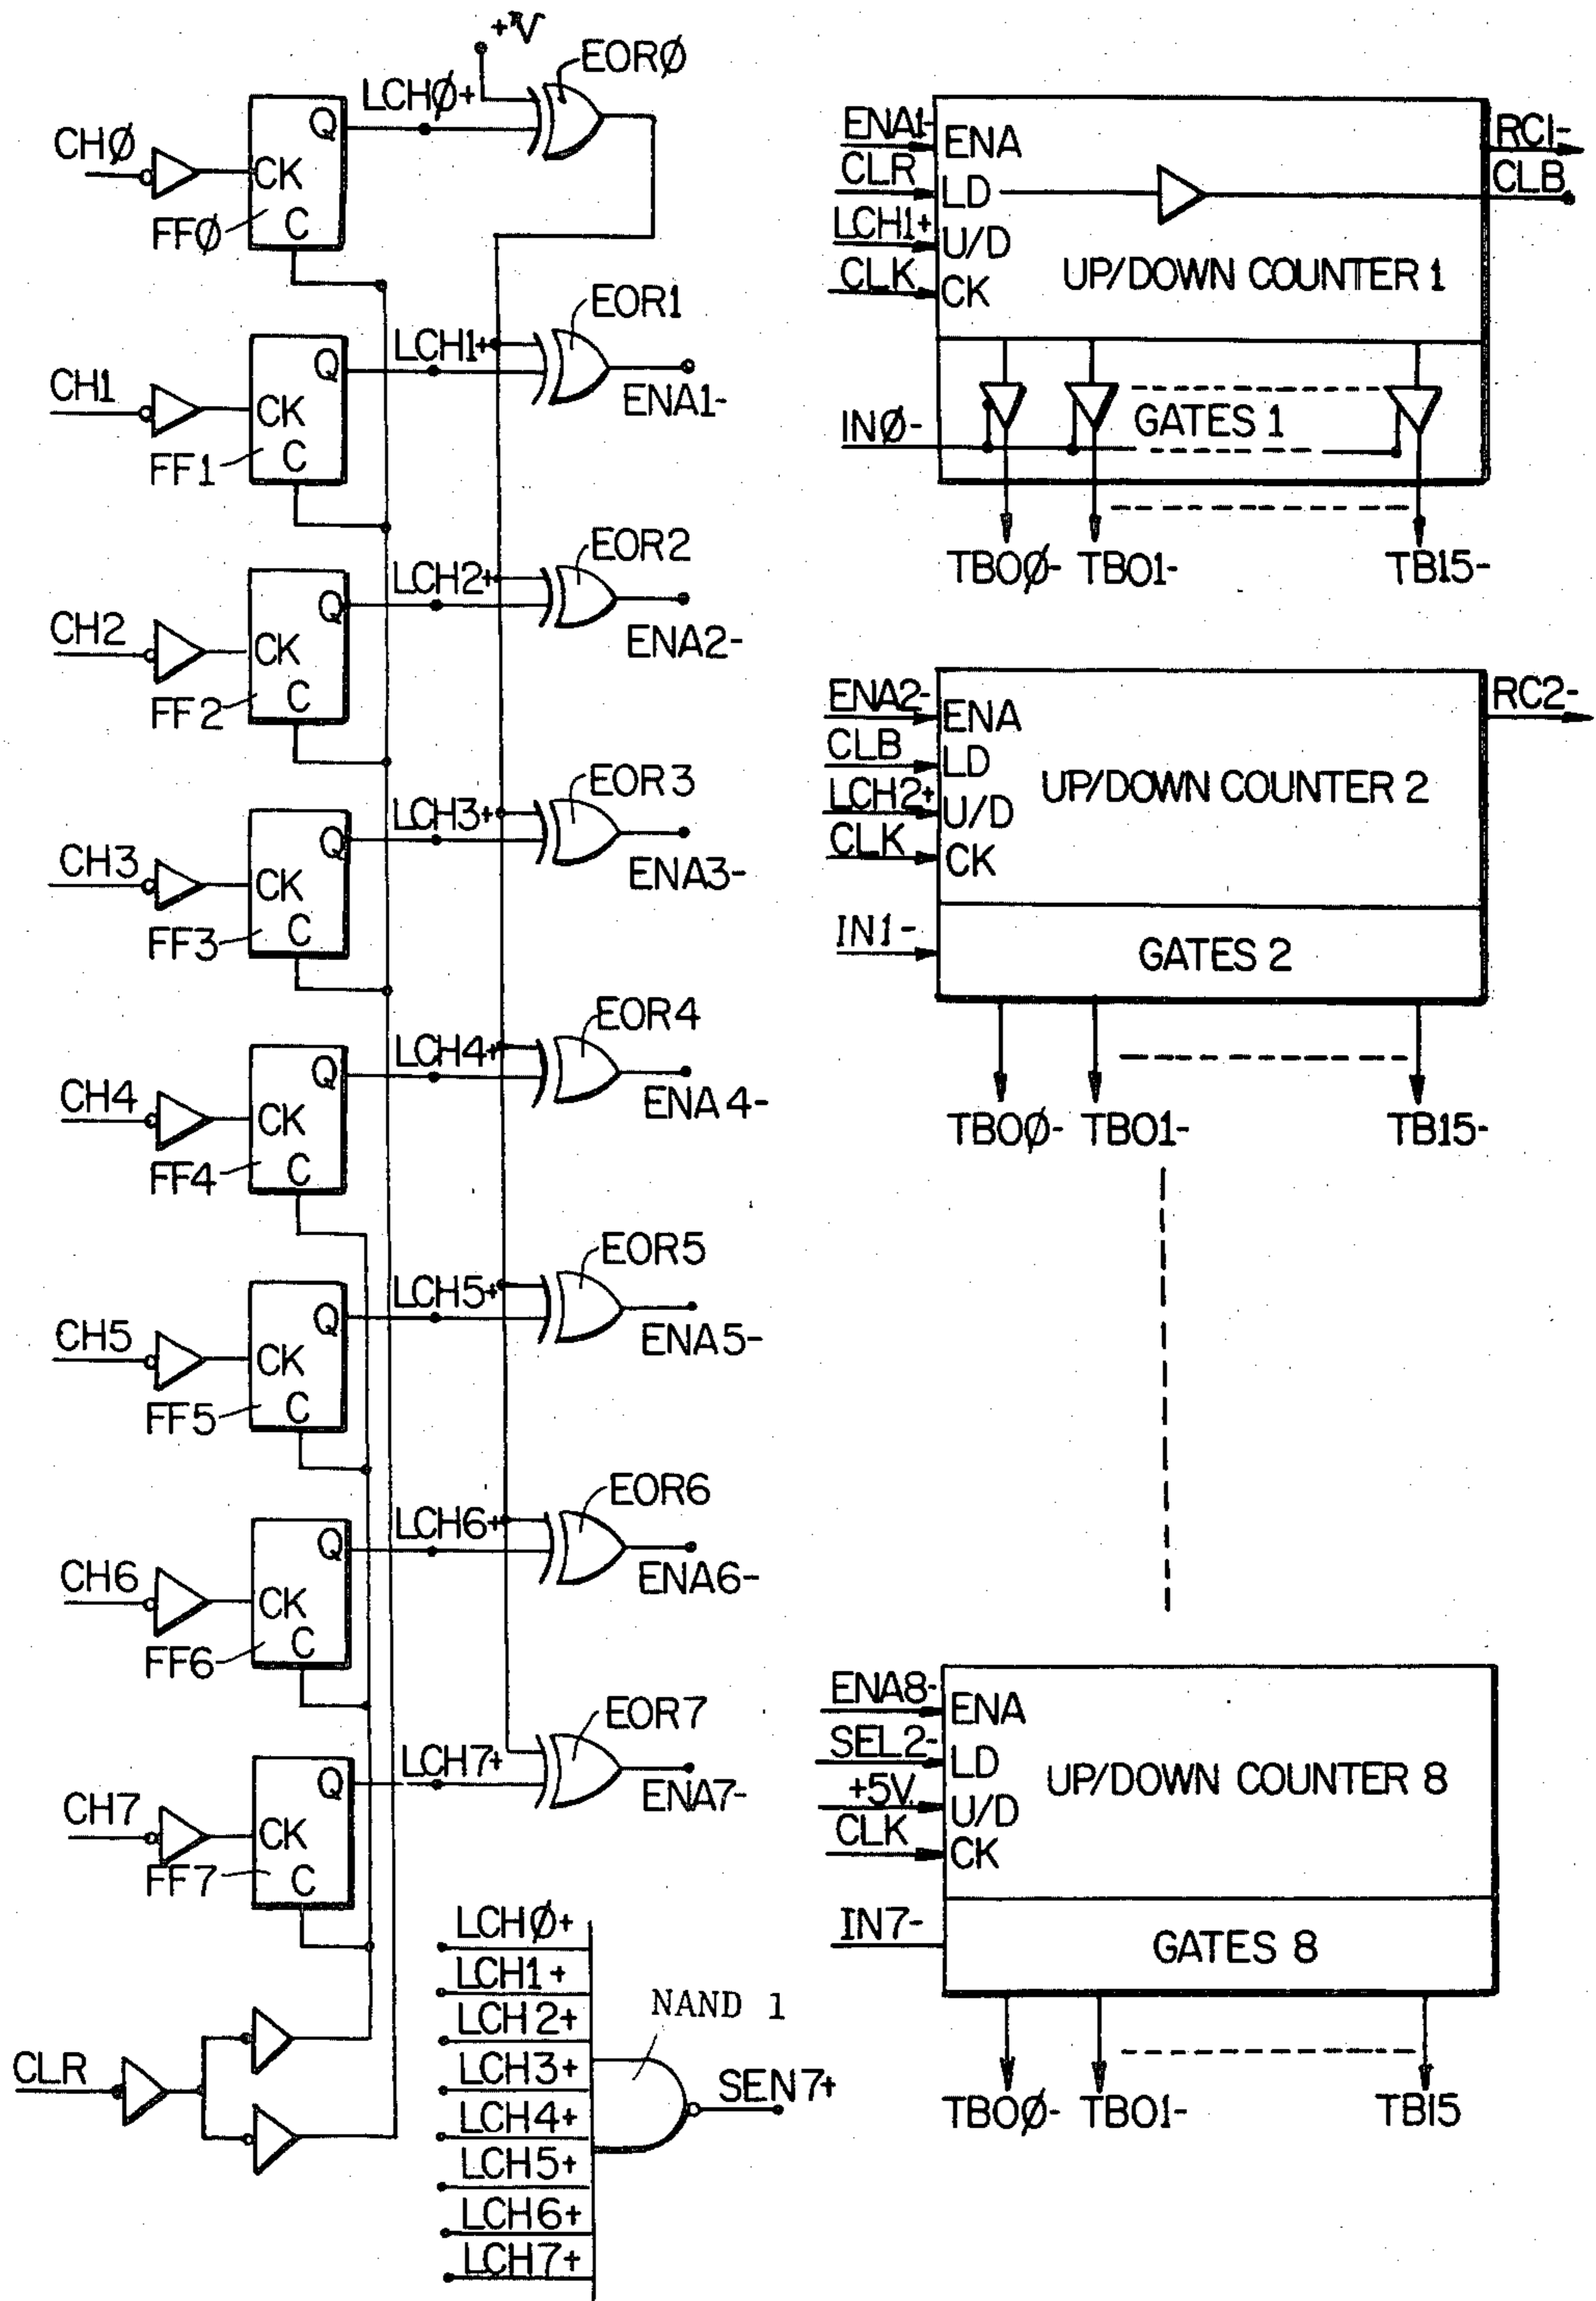 +V
EORØ
LCHØ+
CHØ
Q
CK
C
FFØ
EOR1
LCH1+
CH1
Q
CK
C
FF1
ENA1-
EOR2
LCH2+
CH2
Q
CK
C
FF2
ENA2-
EOR3
LCH3+
CH3
Q
CK
C
FF3
ENA3-
EOR4
LCH4+
CH4
Q
CK
C
FF4
ENA4-
EOR5
LCH5+
CH5
Q
CK
C
FF5
ENA5-
EOR6
LCH6+
CH6
Q
CK
C
FF6
ENA6-
EOR7
LCH7+
CH7
Q
CK
C
FF7
ENA7-
CLR
LCHØ+
LCH1+
LCH2+
LCH3+
LCH4+
LCH5+
LCH6+
LCH7+
NAND 1
SEN7+
ENA1- ENA
CLR LD
LCH1+ U/D
CLK CK
RC1-
CLB
UP/DOWN COUNTER 1
INØ-
GATES 1
TBOØ- TBO1- TB15-
ENA2- ENA
CLB LD
LCH2+ U/D
CLK CK
RC2-
UP/DOWN COUNTER 2
IN1-
GATES 2
TBOØ- TBO1- TB15-
ENA8- ENA
SEL2- LD
+5V. U/D
CLK CK
UP/DOWN COUNTER 8
IN7-
GATES 8
TBOØ- TBO1- TB15